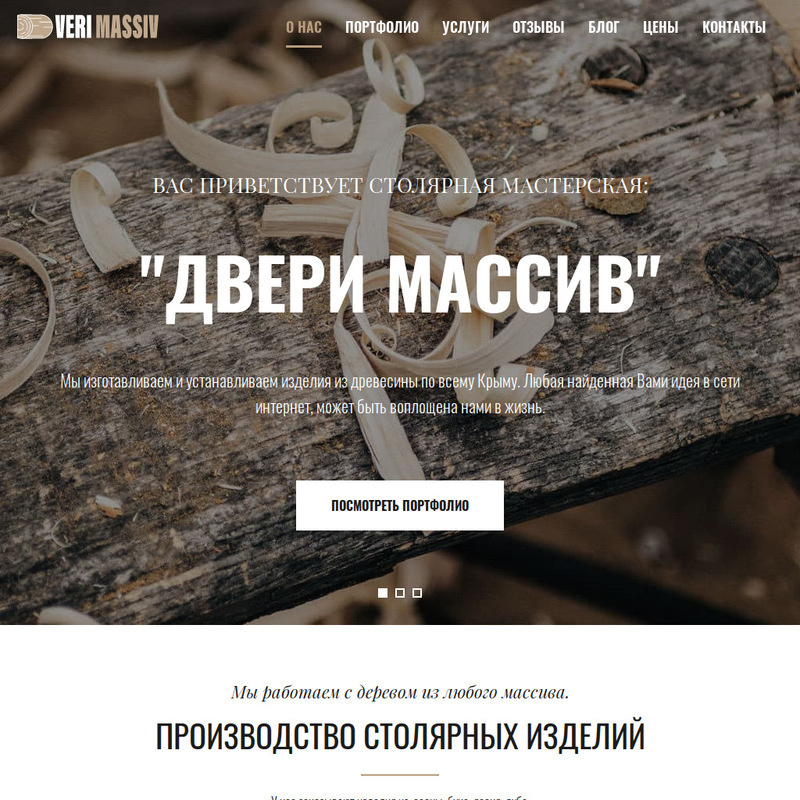 VERI MASSIV
О НАС ПОРТФОЛИО УСЛУГИ ОТЗЫВЫ БЛОГ ЦЕНЫ КОНТАКТЫ
ВАС ПРИВЕТСТВУЕТ СТОЛЯРНАЯ МАСТЕРСКАЯ:
"ДВЕРИ МАССИВ"
Мы изготавливаем и устанавливаем изделия из древесины по всему Крыму. Любая найденная Вами идея в сети
интернет, может быть воплощена нами в жизнь.
ПОСМОТРЕТЬ ПОРТФОЛИО
Мы работаем с деревом из любого массива.
ПРОИЗВОДСТВО СТОЛЯРНЫХ ИЗДЕЛИЙ